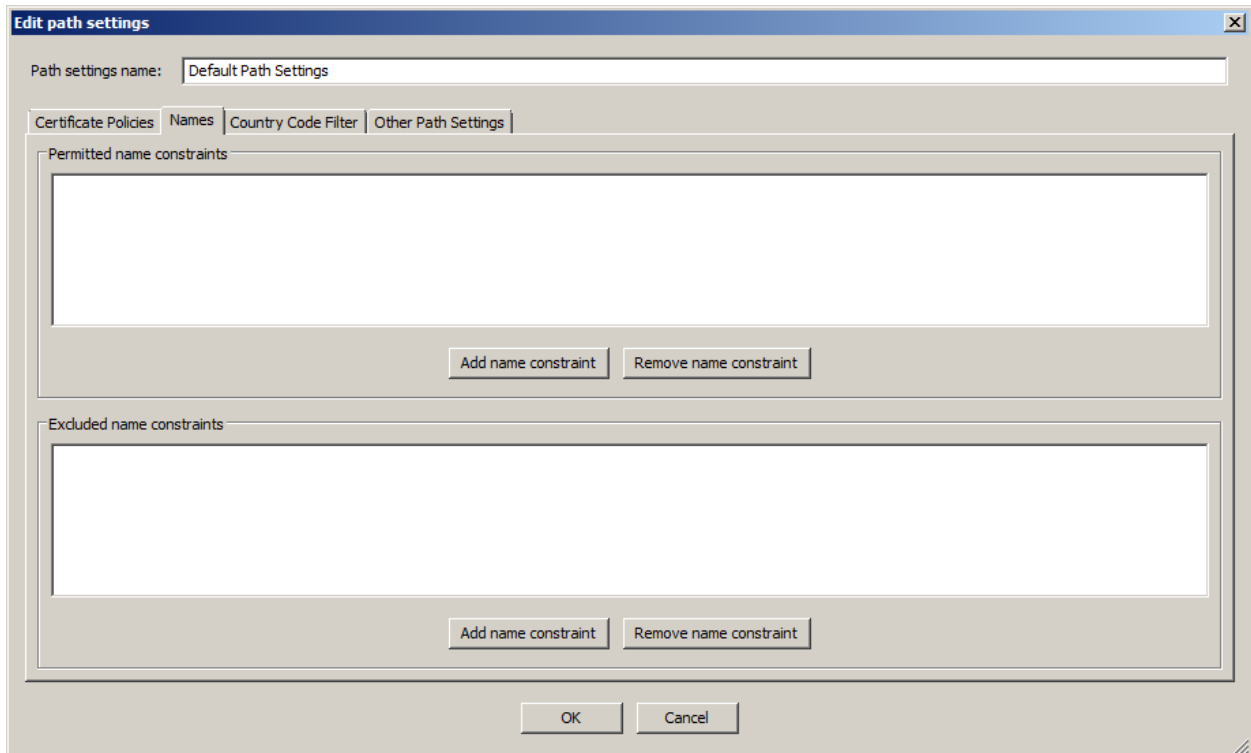 Edit path settings
Path settings name: Default Path Settings
Certificate Policies Names Country Code Filter Other Path Settings
Permitted name constraints
Add name constraint Remove name constraint
Excluded name constraints
Add name constraint Remove name constraint
OK Cancel